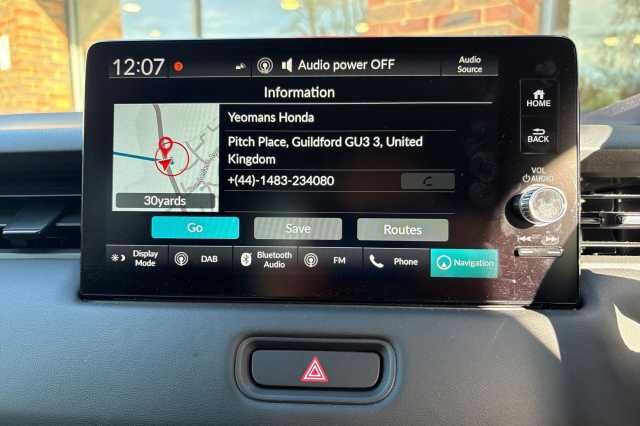 12:07
Audio power OFF
Audio Source
Information
Yeomans Honda
Pitch Place, Guildford GU3 3, United
Kingdom
+(44)-1483-234080
30yards
Go
Save
Routes
Display
Mode
DAB
Bluetooth
Audio
FM
Phone
Navigation
HOME
BACK
VOL
AUDIO